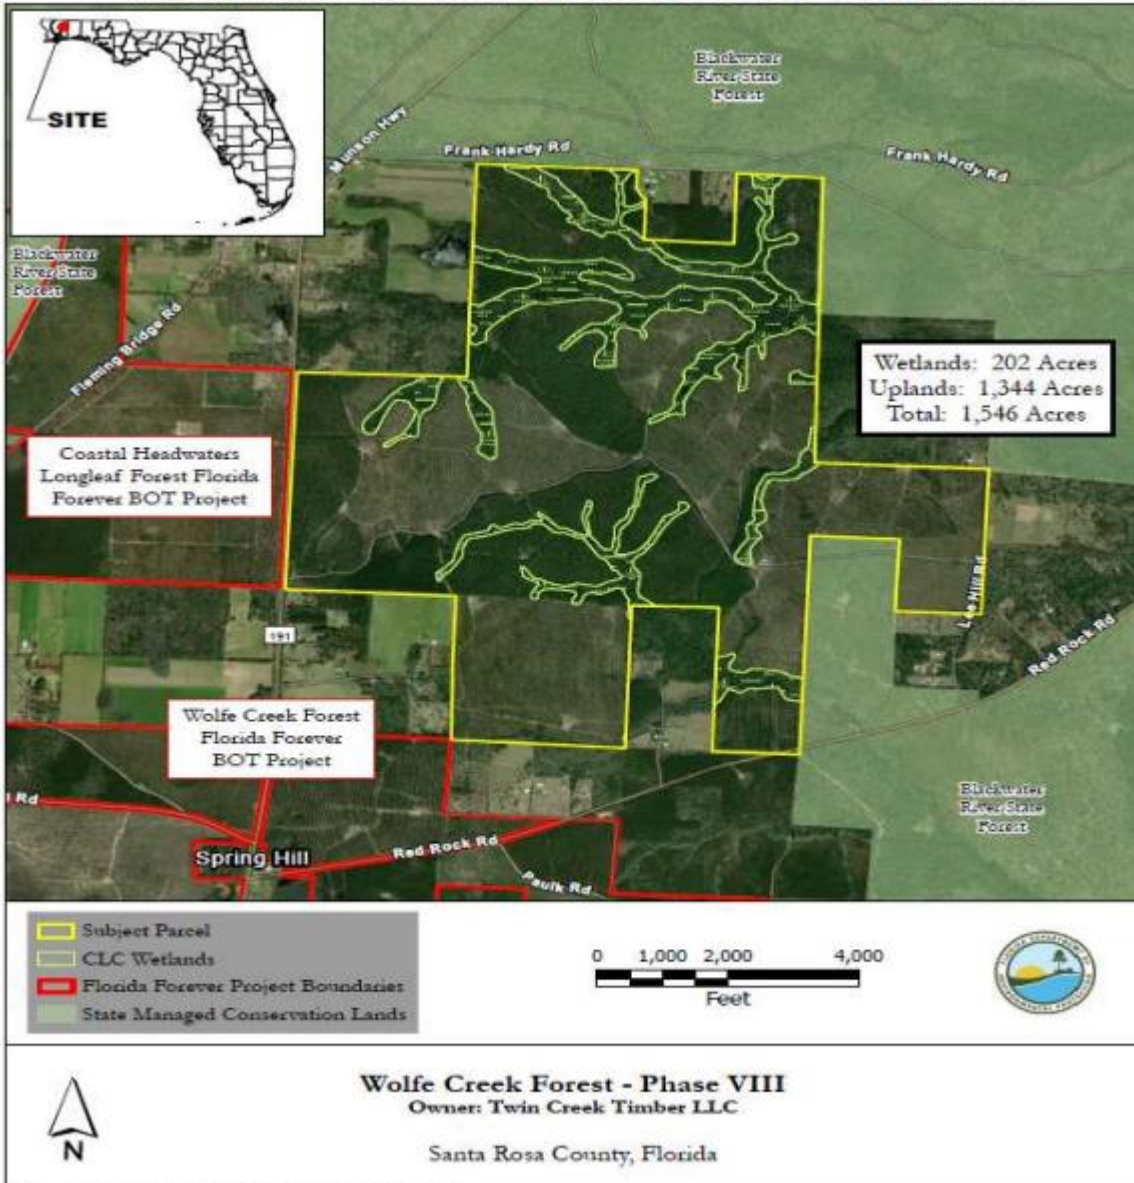 SITE
Munson Hwy
Frank Hardy Rd
Blackwater
River State
Forest
Frank Hardy Rd
Blackwater
River State
Forest
Fleming Bridge Rd
Wetlands: 202 Acres
Uplands: 1,344 Acres
Total: 1,546 Acres
Coastal Headwaters
Longleaf Forest Florida
Forever BOT Project
Lee Hill Rd
Red Rock Rd
191
Wolfe Creek Forest
Florida Forever
BOT Project
Blackwater
River State
Forest
Rd
Spring Hill
Red Rock Rd
Paulk Rd
Subject Parcel
CLC Wetlands
Florida Forever Project Boundaries
State Managed Conservation Lands
0 1,000 2,000 4,000
Feet
N
Wolfe Creek Forest - Phase VIII
Owner: Twin Creek Timber LLC
Santa Rosa County, Florida